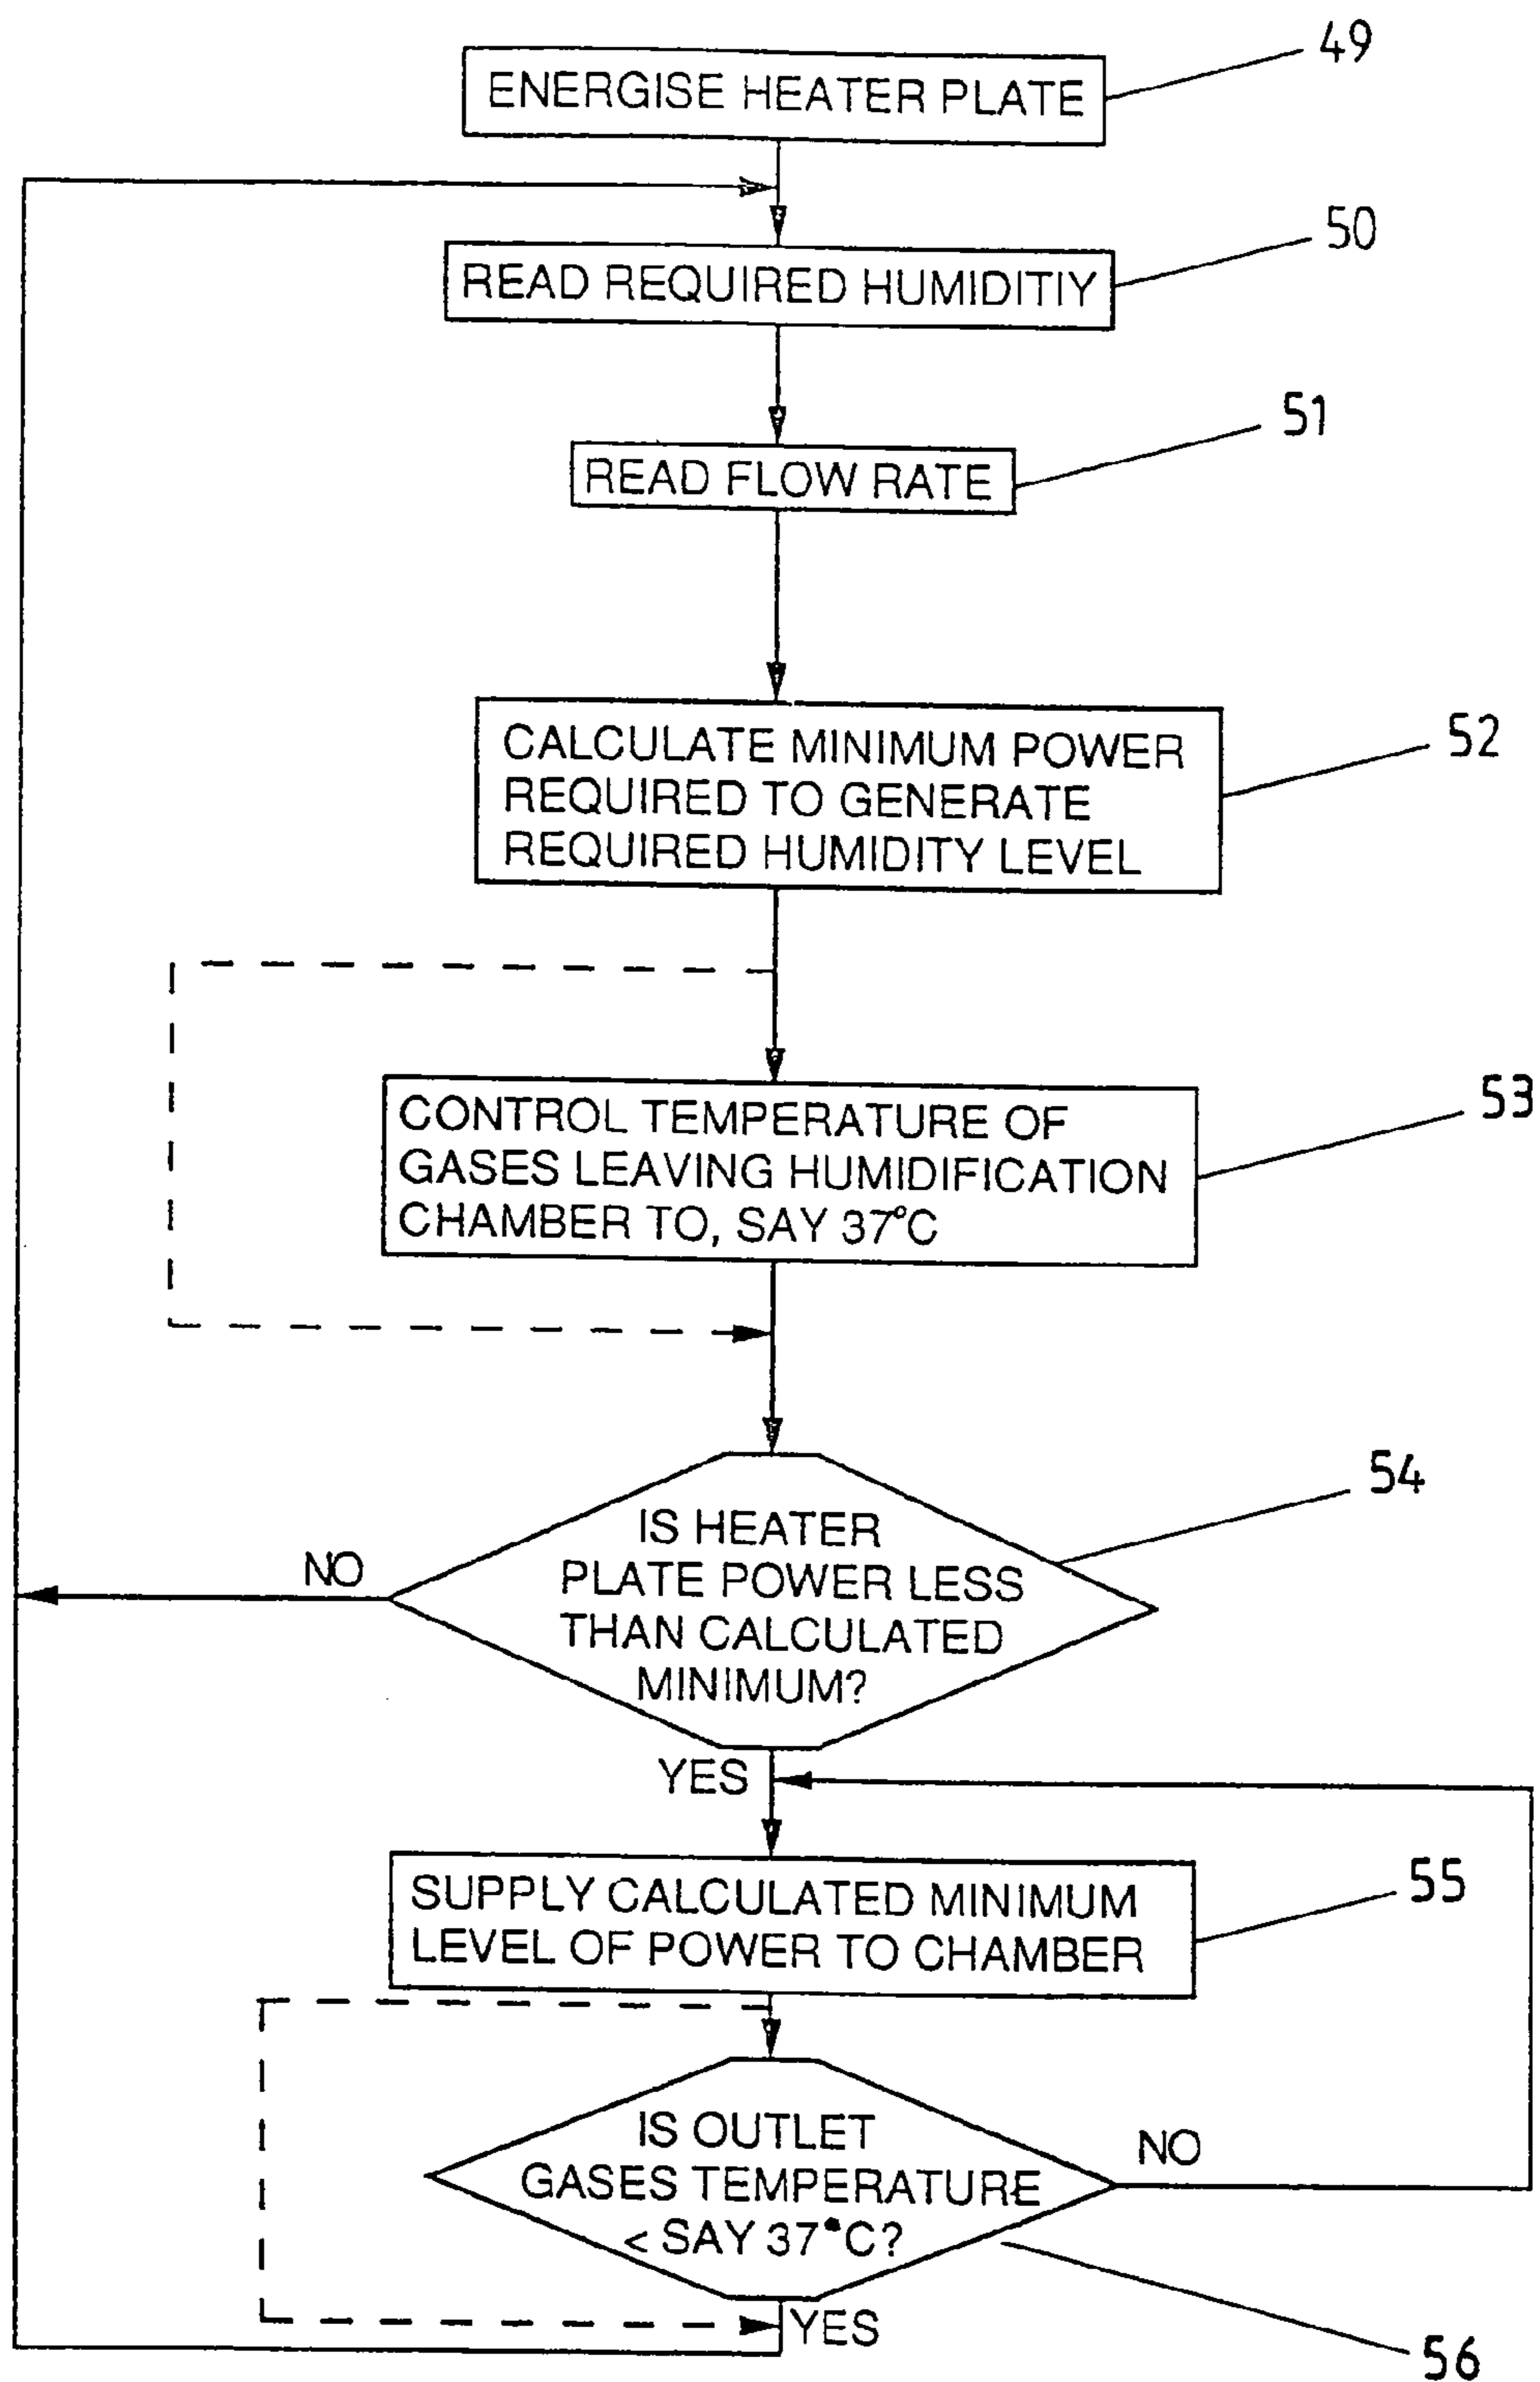 49
ENERGISE HEATER PLATE
50
READ REQUIRED HUMIDITIY
51
READ FLOW RATE
52
CALCULATE MINIMUM POWER
REQUIRED TO GENERATE
REQUIRED HUMIDITY LEVEL
53
CONTROL TEMPERATURE OF
GASES LEAVING HUMIDIFICATION
CHAMBER TO, SAY 37°C
54
IS HEATER
PLATE POWER LESS
THAN CALCULATED
MINIMUM?
NO
YES
55
SUPPLY CALCULATED MINIMUM
LEVEL OF POWER TO CHAMBER
IS OUTLET
GASES TEMPERATURE
< SAY 37°C?
NO
YES
56